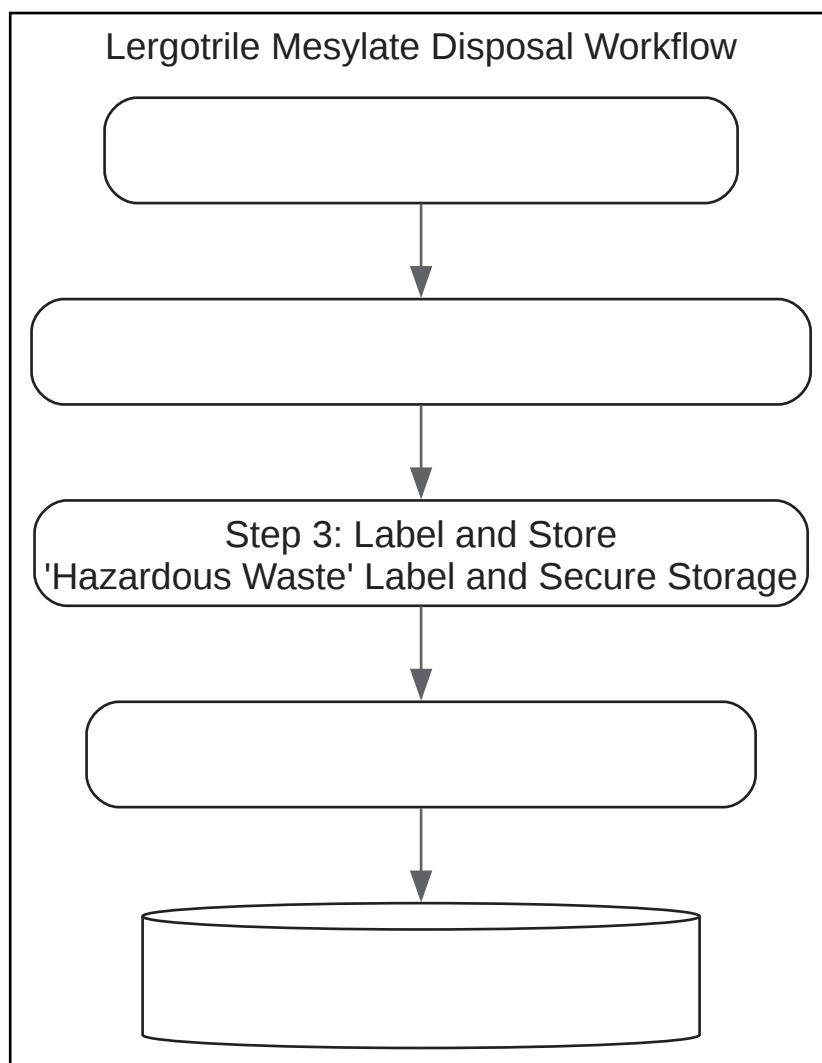 Lergotrile Mesylate Disposal Workflow
Step 3: Label and Store
'Hazardous Waste' Label and Secure Storage